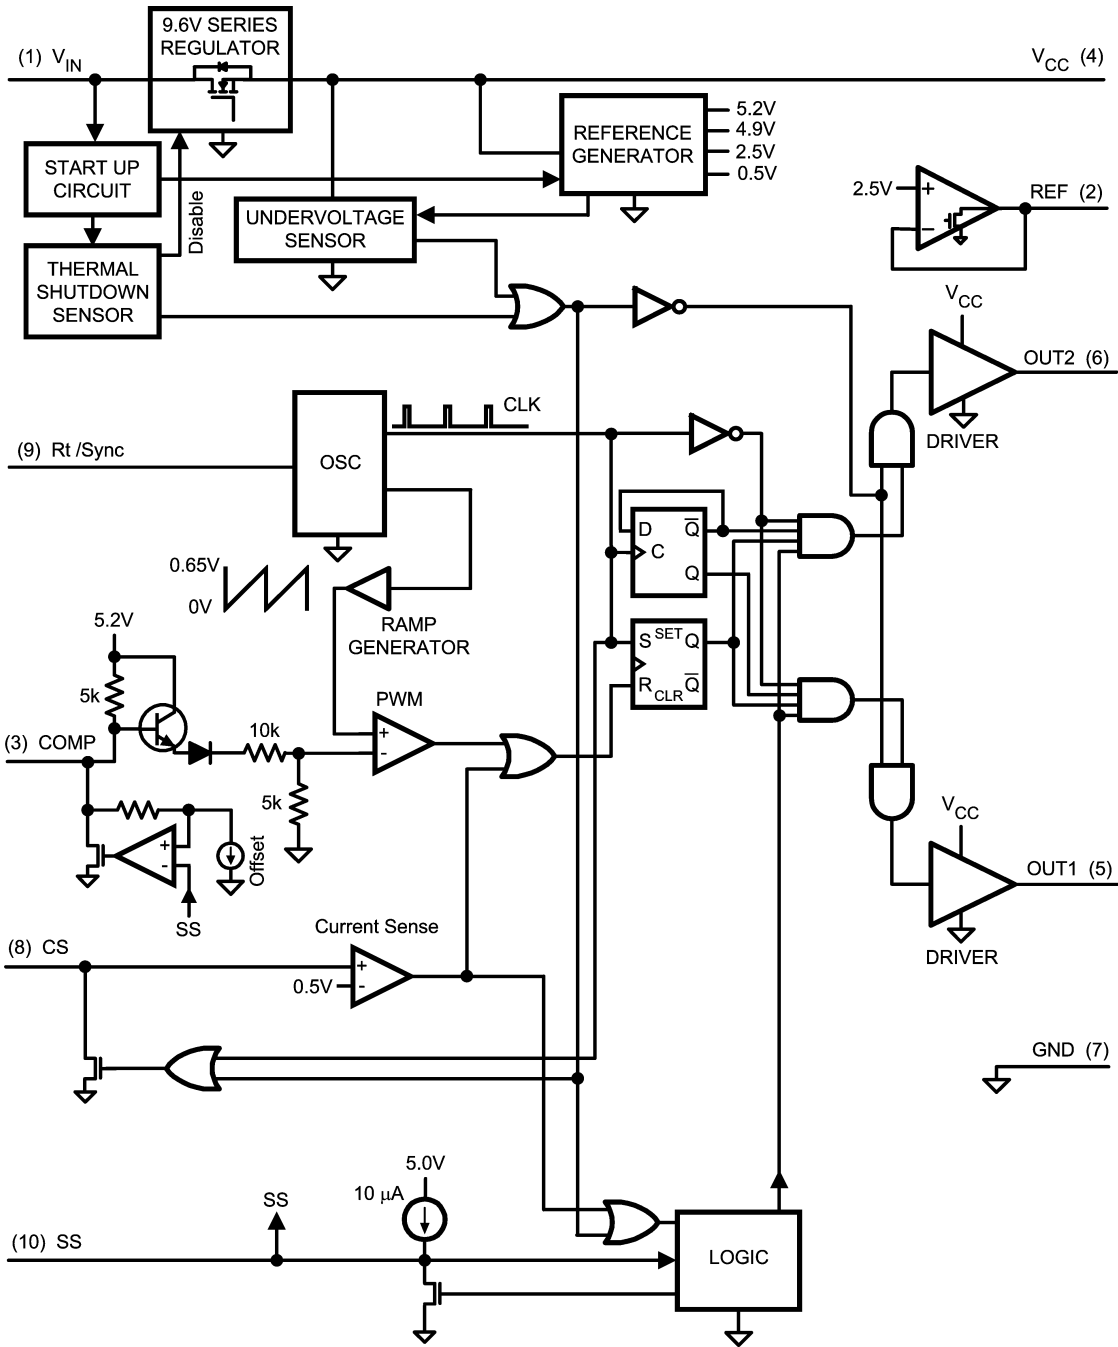 9.6V SERIES
REGULATOR
(1) VIN
VCC (4)
START UP
CIRCUIT
Disable
THERMAL
SHUTDOWN
SENSOR
UNDERVOLTAGE
SENSOR
REFERENCE
GENERATOR
5.2V
4.9V
2.5V
0.5V
2.5V
+
−
REF (2)
VCC
OUT2 (6)
DRIVER
(9) Rt /Sync
OSC
CLK
0.65V
0V
RAMP
GENERATOR
D
Q̅
C
Q
S
SET
Q
R
CLR
Q̅
5.2V
5k
(3) COMP
10k
5k
PWM
+
-
+
-
Offset
SS
VCC
OUT1 (5)
DRIVER
Current Sense
(8) CS
+
0.5V
-
GND (7)
5.0V
10 µA
SS
(10) SS
LOGIC